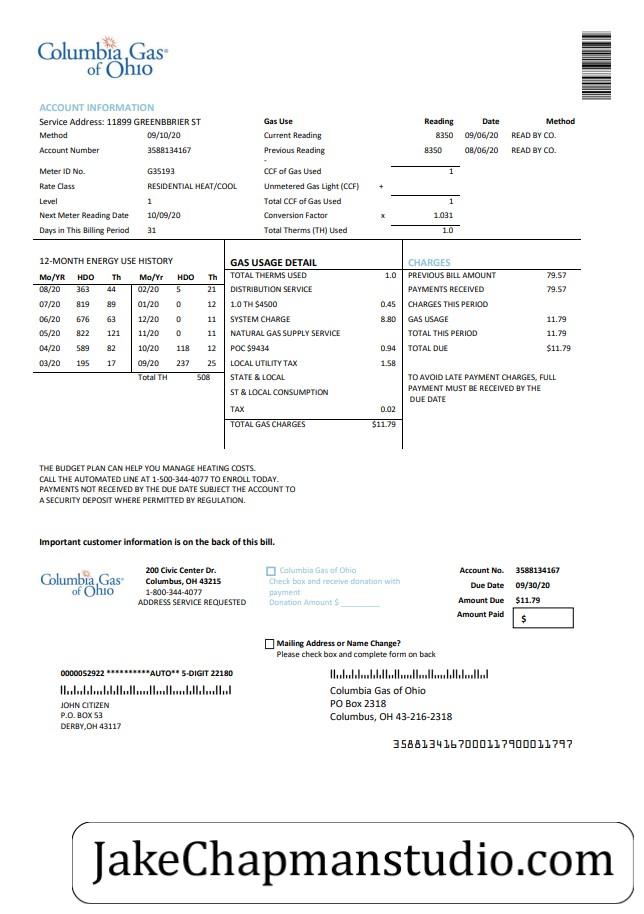 Columbia Gas®
of Ohio
ACCOUNT INFORMATION
Service Address: 11899 GREENBBRIER ST
Gas Use Reading Date Method
Method 09/10/20 Current Reading 8350 09/06/20 READ BY CO.
Account Number 3588134167 Previous Reading 8350 08/06/20 READ BY CO.
-
Meter ID No. G35193 CCF of Gas Used 1
Rate Class RESIDENTIAL HEAT/COOL Unmetered Gas Light (CCF) +
Level 1 Total CCF of Gas Used 1
Next Meter Reading Date 10/09/20 Conversion Factor x 1.031
Days in This Billing Period 31 Total Therms (TH) Used 1.0
12-MONTH ENERGY USE HISTORY
Mo/YR HDO Th Mo/Yr HDO Th
08/20 363 44 02/20 5 21
07/20 819 89 01/20 0 13
06/20 676 63 12/20 0 11
05/20 822 121 11/20 0 11
04/20 589 82 10/20 118 12
03/20 195 17 09/20 237 25
Total TH 508
GAS USAGE DETAIL
TOTAL THERMS USED 1.0
DISTRIBUTION SERVICE
1.0 TH $4500 0.45
SYSTEM CHARGE 8.80
NATURAL GAS SUPPLY SERVICE
POC $9434 0.94
LOCAL UTILITY TAX 1.58
STATE & LOCAL
ST & LOCAL CONSUMPTION
TAX 0.02
TOTAL GAS CHARGES $11.79
CHARGES
PREVIOUS BILL AMOUNT 79.57
PAYMENTS RECEIVED 79.57
CHARGES THIS PERIOD
GAS USAGE 11.79
TOTAL THIS PERIOD 11.79
TOTAL DUE $11.79
TO AVOID LATE PAYMENT CHARGES, FULL
PAYMENT MUST BE RECEIVED BY THE
DUE DATE
THE BUDGET PLAN CAN HELP YOU MANAGE HEATING COSTS.
CALL THE AUTOMATED LINE AT 1-500-344-4077 TO ENROLL TODAY.
PAYMENTS NOT RECEIVED BY THE DUE DATE SUBJECT THE ACCOUNT TO
A SECURITY DEPOSIT WHERE PERMITTED BY REGULATION.
Important customer information is on the back of this bill.
Columbia Gas®
of Ohio
200 Civic Center Dr.
Columbus, OH 43215
1-800-344-4077
ADDRESS SERVICE REQUESTED
Columbia Gas of Ohio
Check box and receive donation with
payment
Donation Amount $ ________
Account No. 3588134167
Due Date 09/30/20
Amount Due $11.79
Amount Paid $
Mailing Address or Name Change?
Please check box and complete form on back
0000052922 **********AUTO** 5-DIGIT 22180
JOHN CITIZEN
P.O. BOX 53
DERBY,OH 43117
Columbia Gas of Ohio
PO Box 2318
Columbus, OH 43-216-2318
3588134167000117900011797
JakeChapmanstudio.com